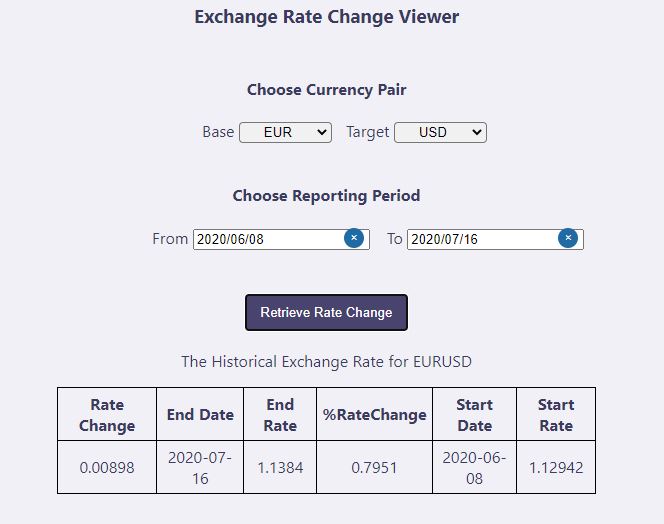 Exchange Rate Change Viewer
Choose Currency Pair
Base EUR Target USD
Choose Reporting Period
From 2020/06/08 × To 2020/07/16 ×
Retrieve Rate Change
The Historical Exchange Rate for EURUSD
Rate Change End Date End Rate %RateChange Start Date Start Rate
0.00898 2020-07-16 1.1384 0.7951 2020-06-08 1.12942